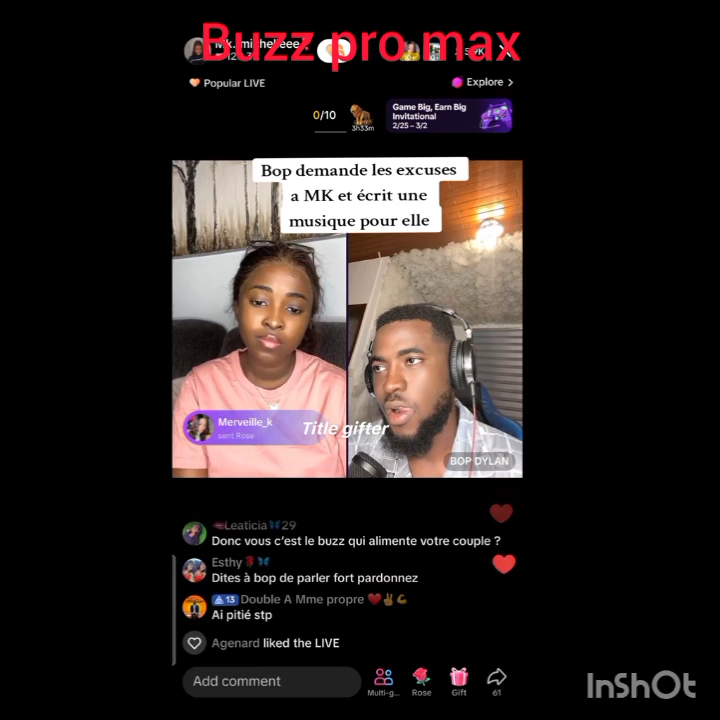 Buzz pro max
Popular LIVE
Explore >
0/10
3h33m
Game Big, Earn Big
Invitational
2/25 – 3/2
Bop demande les excuses
a MK et écrit une
musique pour elle
Merveille_k
sent Rose
Title gifter
BOP DYLAN
Leaticia 29
Donc vous c'est le buzz qui alimente votre couple ?
Esthy
Dites à bop de parler fort pardonnez
13 Double A Mme propre
Ai pitié stp
Agenard liked the LIVE
Add comment
Multi-g...
Rose
Gift
61
InShOt